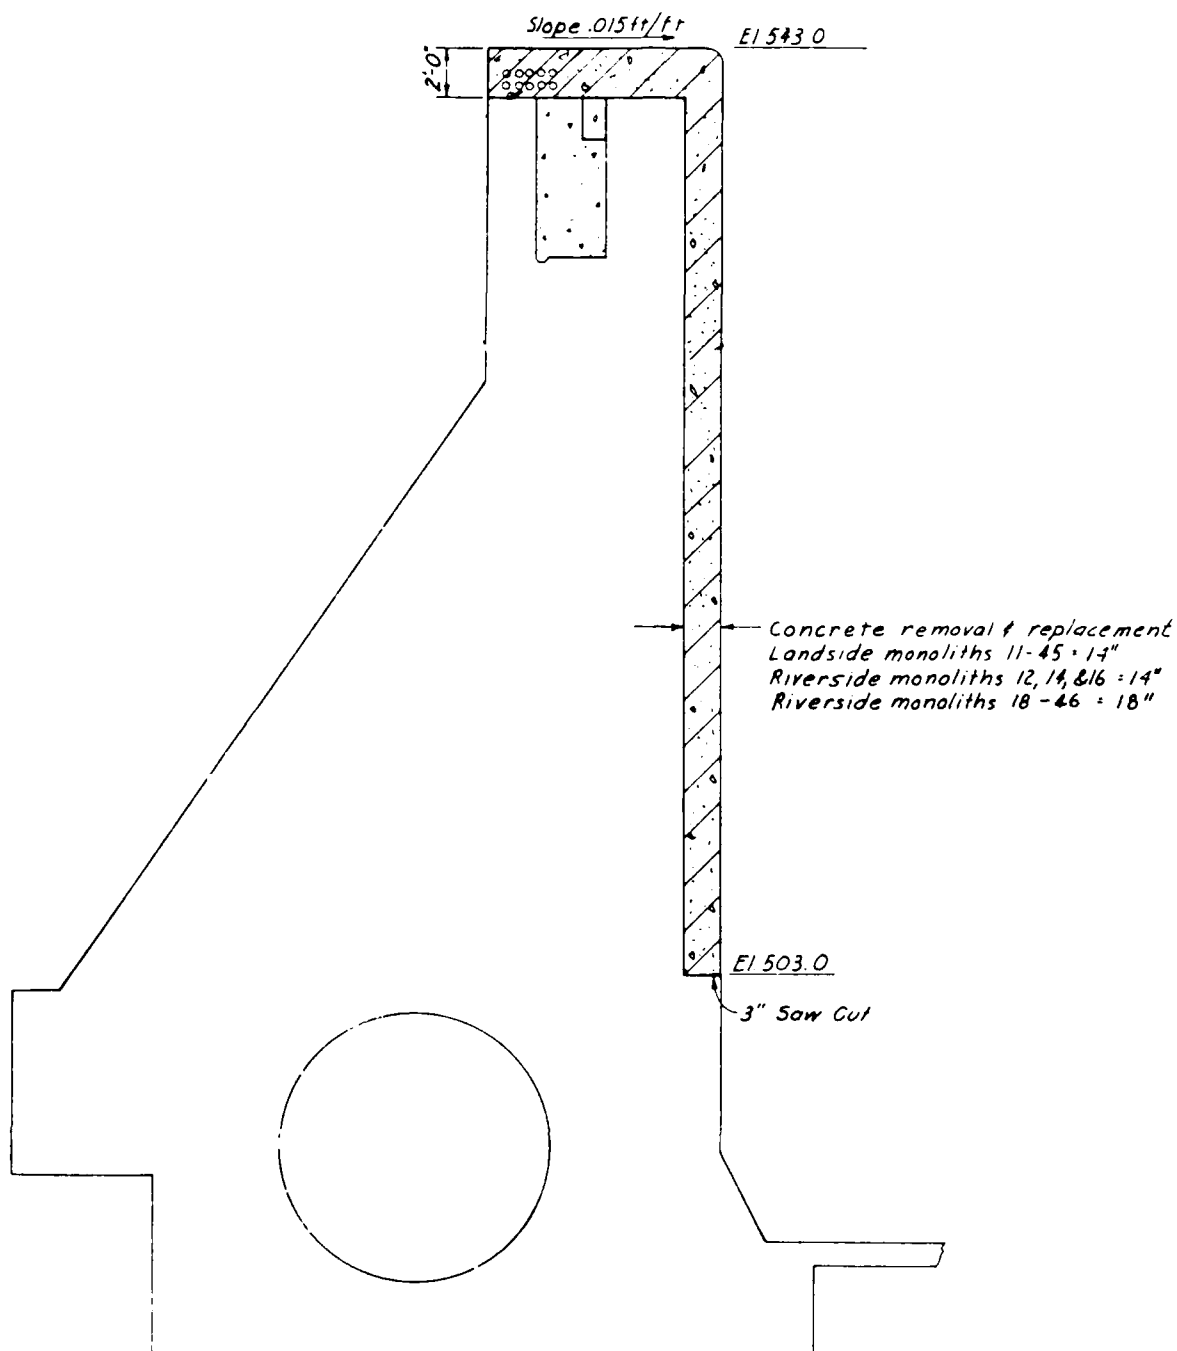 Slope .015ft/ft
El 543.0
2'-0"
Concrete removal & replacement
Landside monoliths 11-45 = 14"
Riverside monoliths 12, 14, &16 = 14"
Riverside monoliths 18-46 = 18"
El 503.0
3" Saw Cut